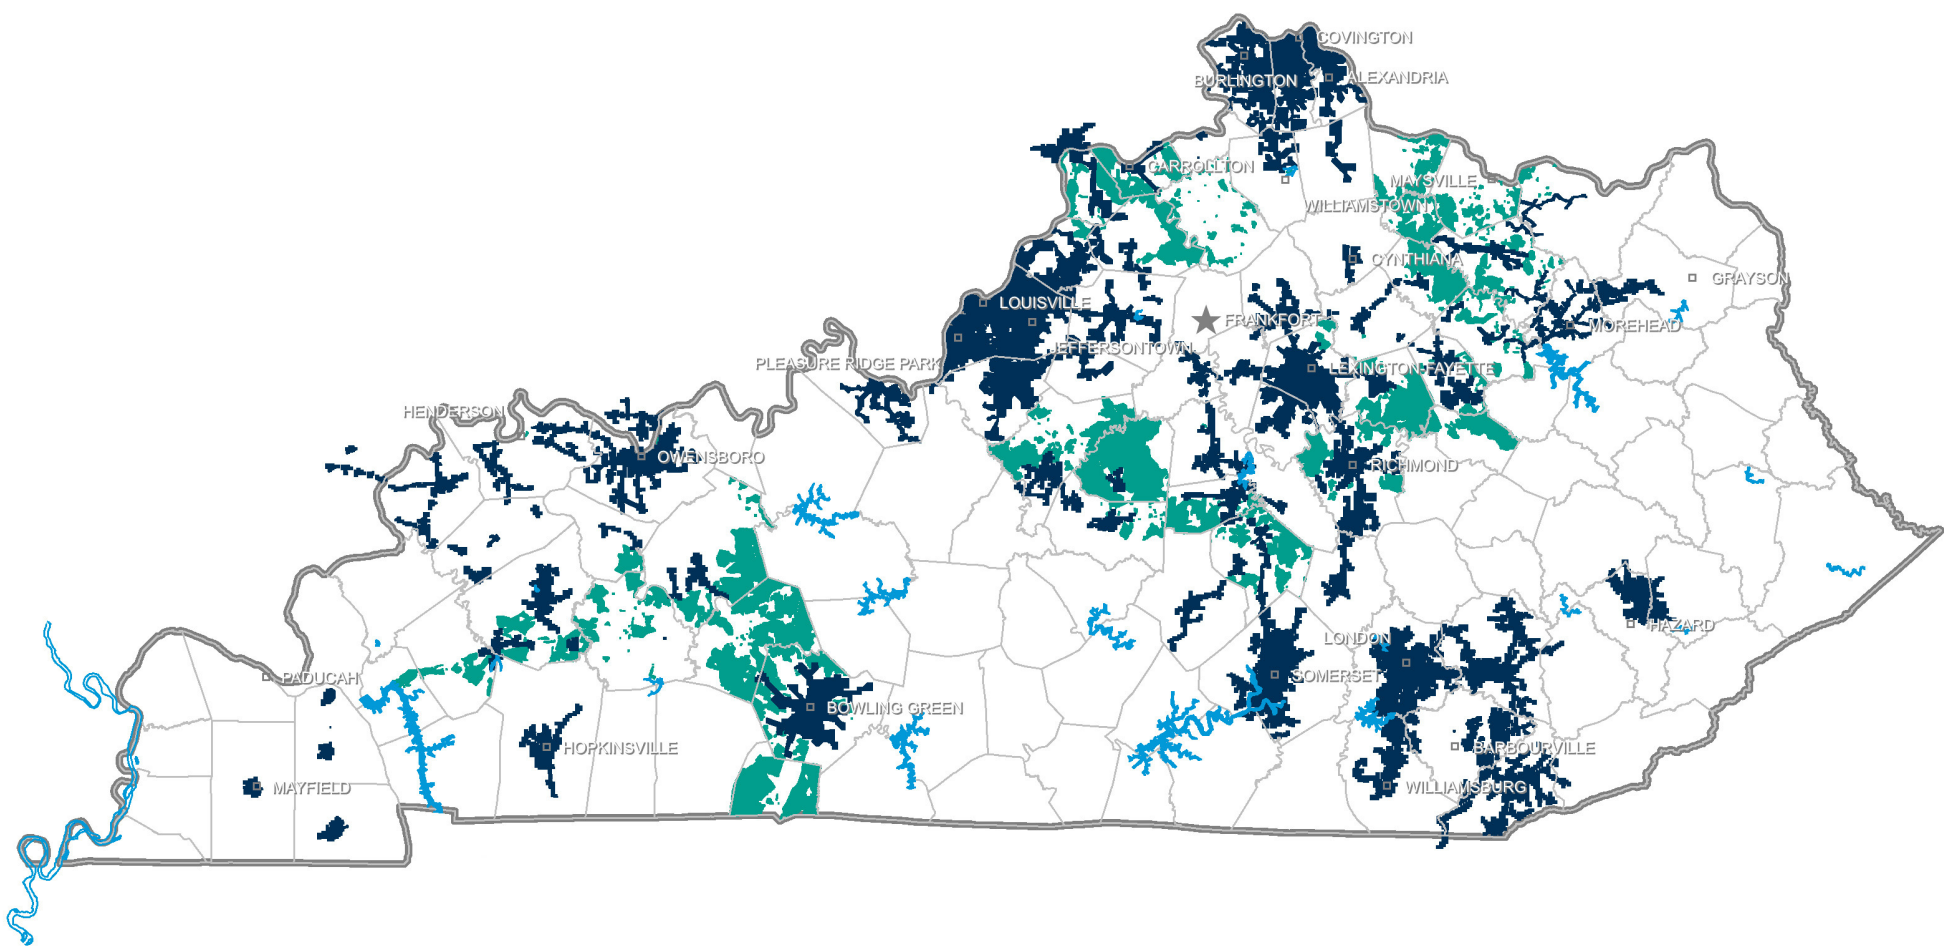 COVINGTON
BURLINGTON
ALEXANDRIA
CARROLLTON
MAYSVILLE
WILLIAMSTOWN
CYNTHIANA
GRAYSON
LOUISVILLE
FRANKFORT
MOREHEAD
JEFFERSONTOWN
PLEASURE RIDGE PARK
LEXINGTON-FAYETTE
HENDERSON
OWENSBORO
RICHMOND
HAZARD
LONDON
PADUCAH
SOMERSET
BOWLING GREEN
HOPKINSVILLE
BARBOURVILLE
MAYFIELD
WILLIAMSBURG